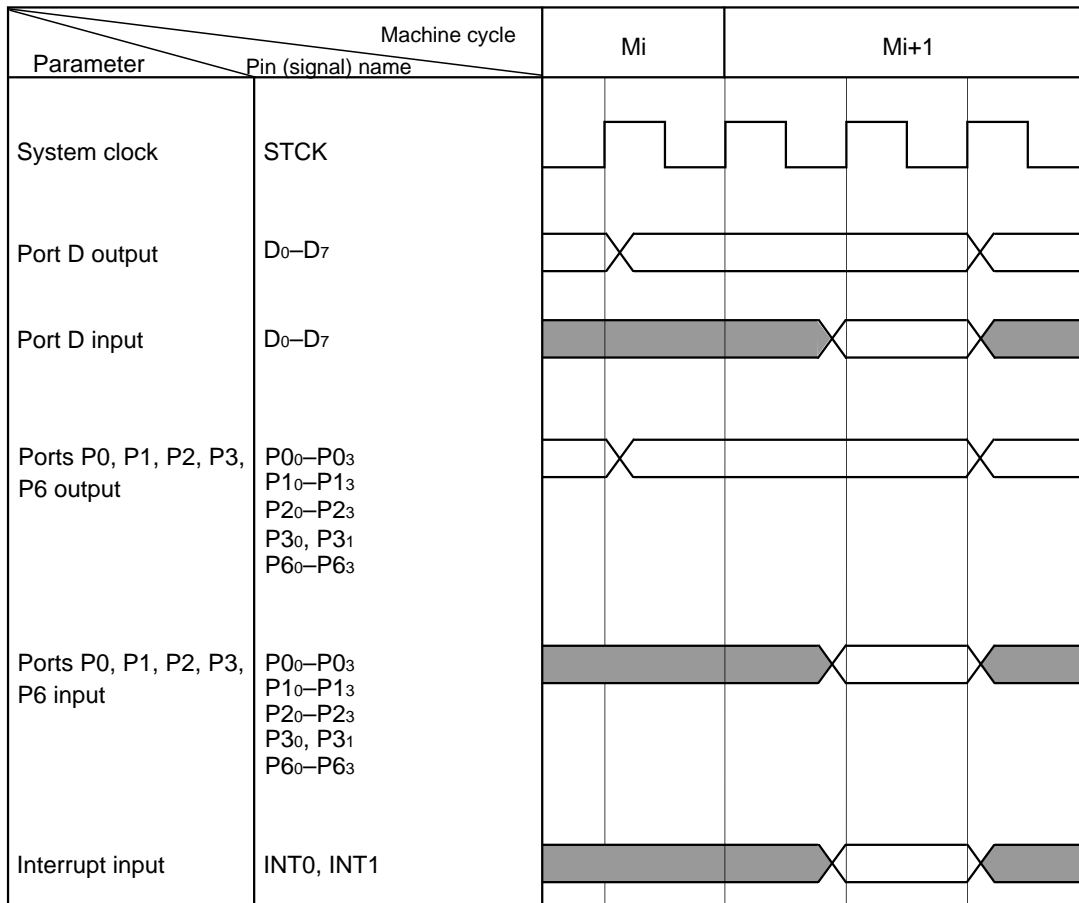 Machine cycle
Parameter
Pin (signal) name
Mi
Mi+1
System clock
STCK
Port D output
D0–D7
Port D input
D0–D7
Ports P0, P1, P2, P3,
P6 output
P00–P03
P10–P13
P20–P23
P30, P31
P60–P63
Ports P0, P1, P2, P3,
P6 input
P00–P03
P10–P13
P20–P23
P30, P31
P60–P63
Interrupt input
INT0, INT1